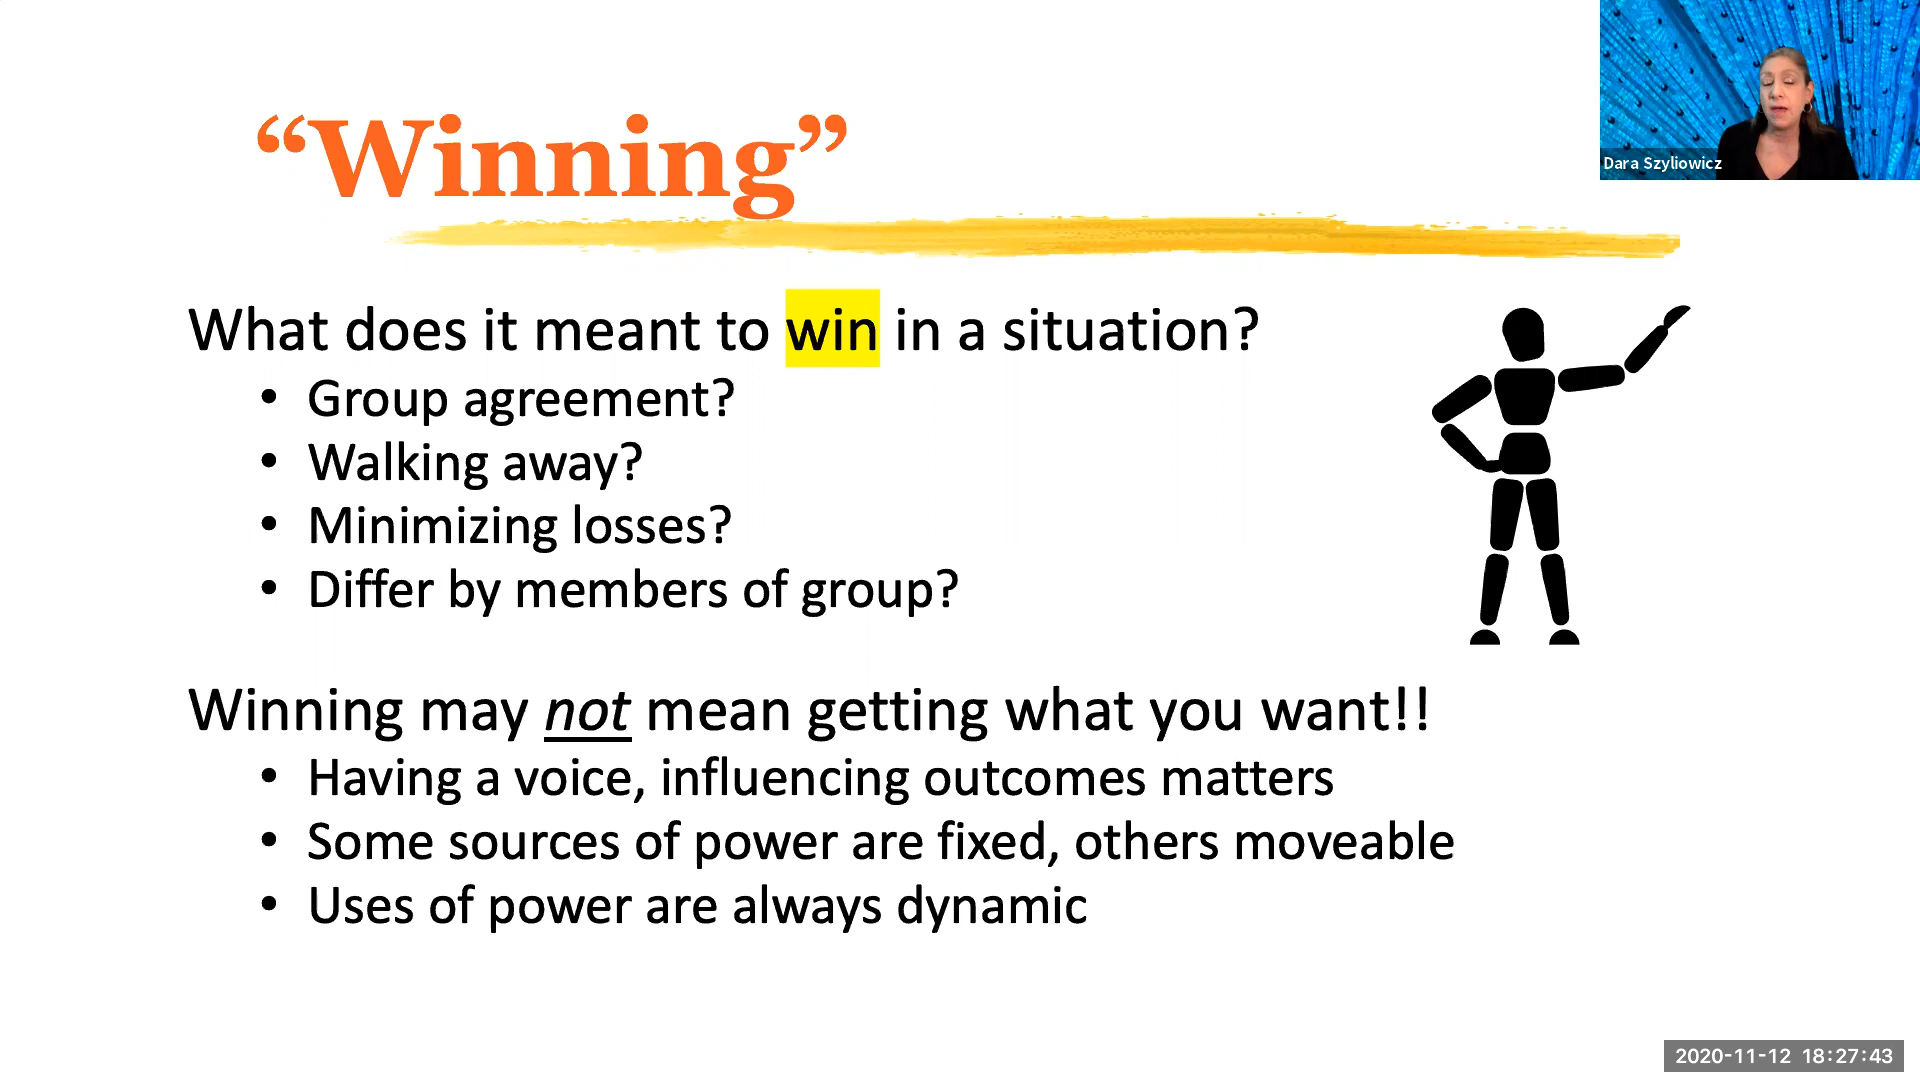 “Winning”
Dara Szyliowicz
What does it meant to win in a situation?
• Group agreement?
• Walking away?
• Minimizing losses?
• Differ by members of group?
Winning may not mean getting what you want!!
• Having a voice, influencing outcomes matters
• Some sources of power are fixed, others moveable
• Uses of power are always dynamic
2020-11-12 18:27:43